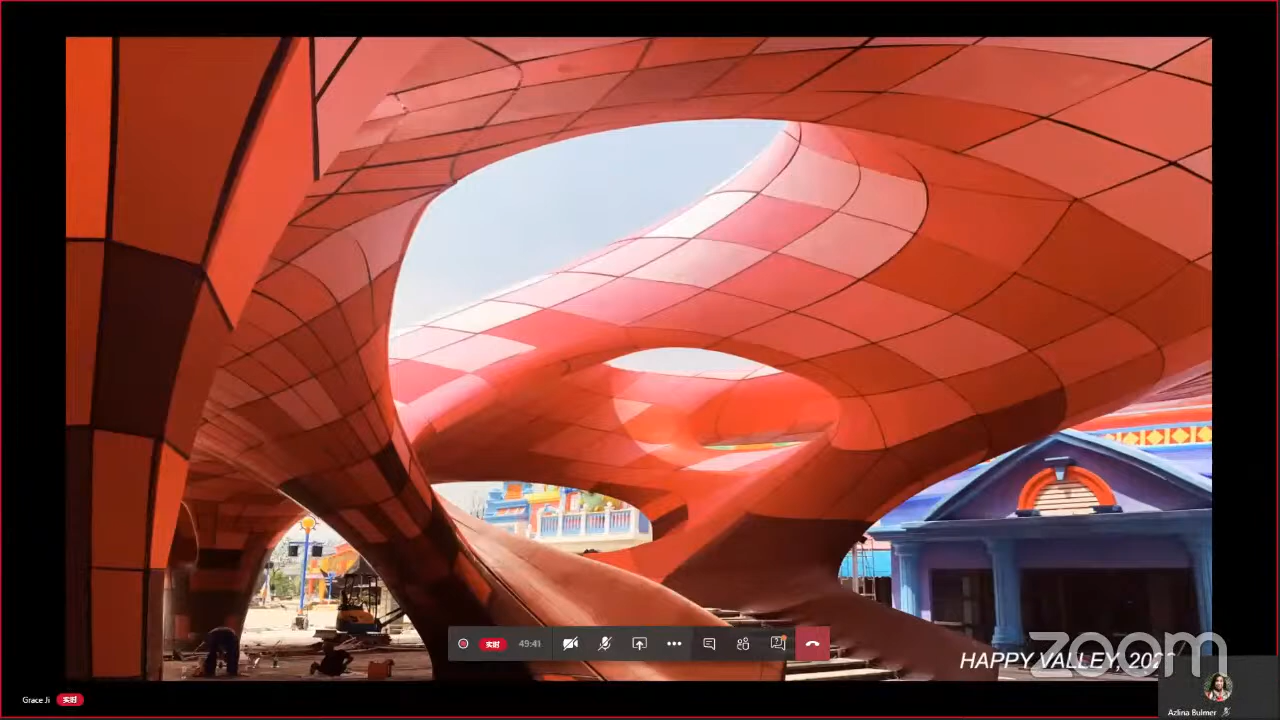 实时 49:41
HAPPY VALLEY, 202
zoom
Grace Ji 实时
Azlina Bulmer